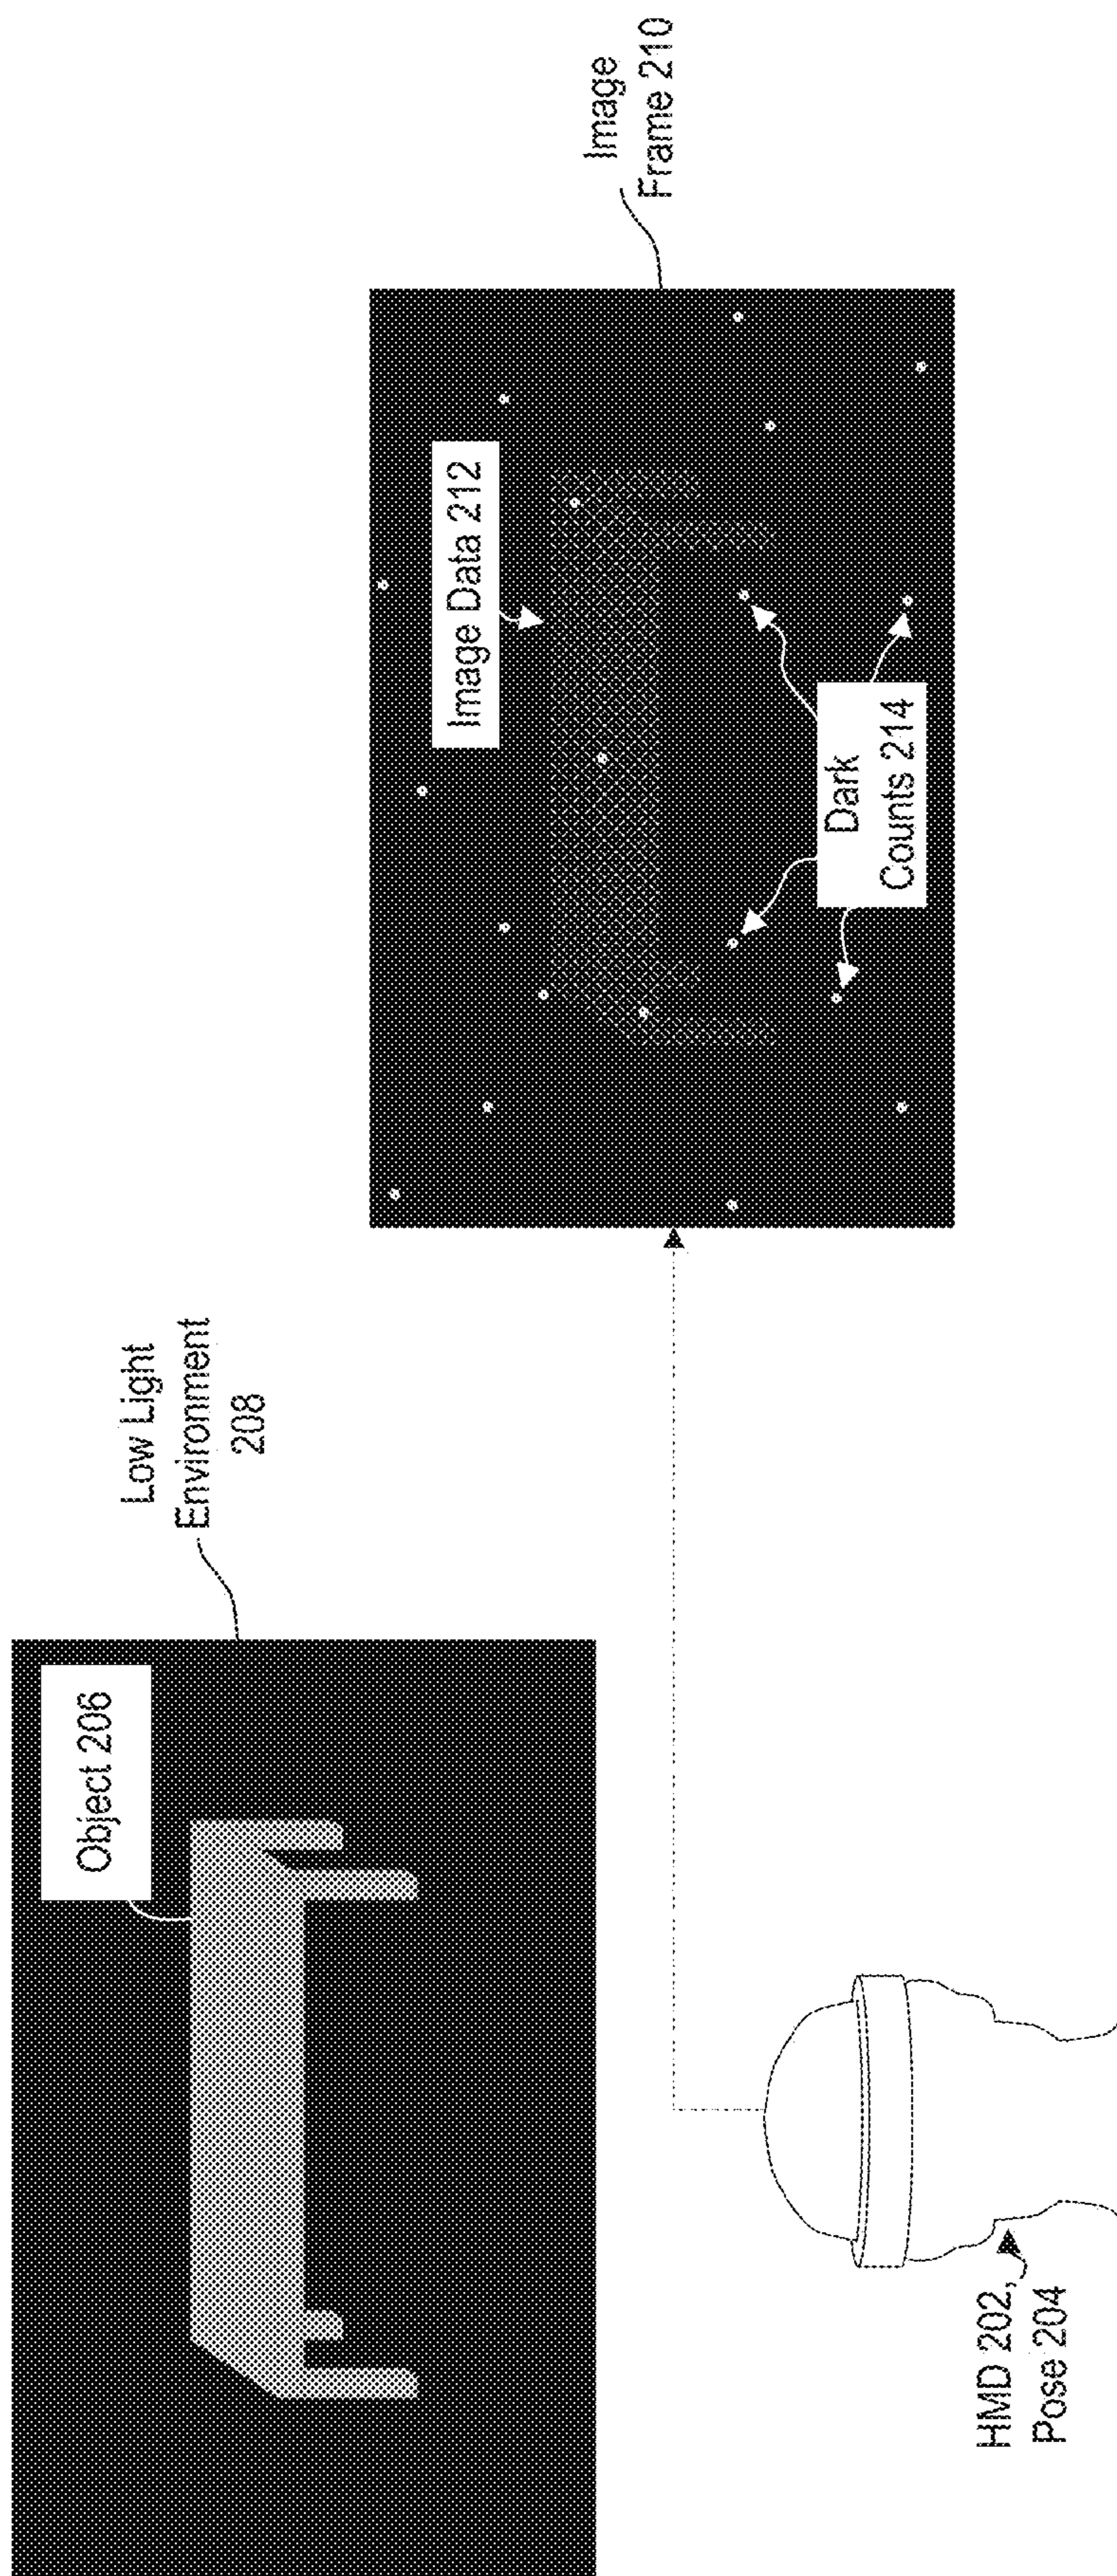 Low Light
Environment
208
Object 206
HMD 202,
Pose 204
Image
Frame 210
Image Data 212
Dark
Counts 214